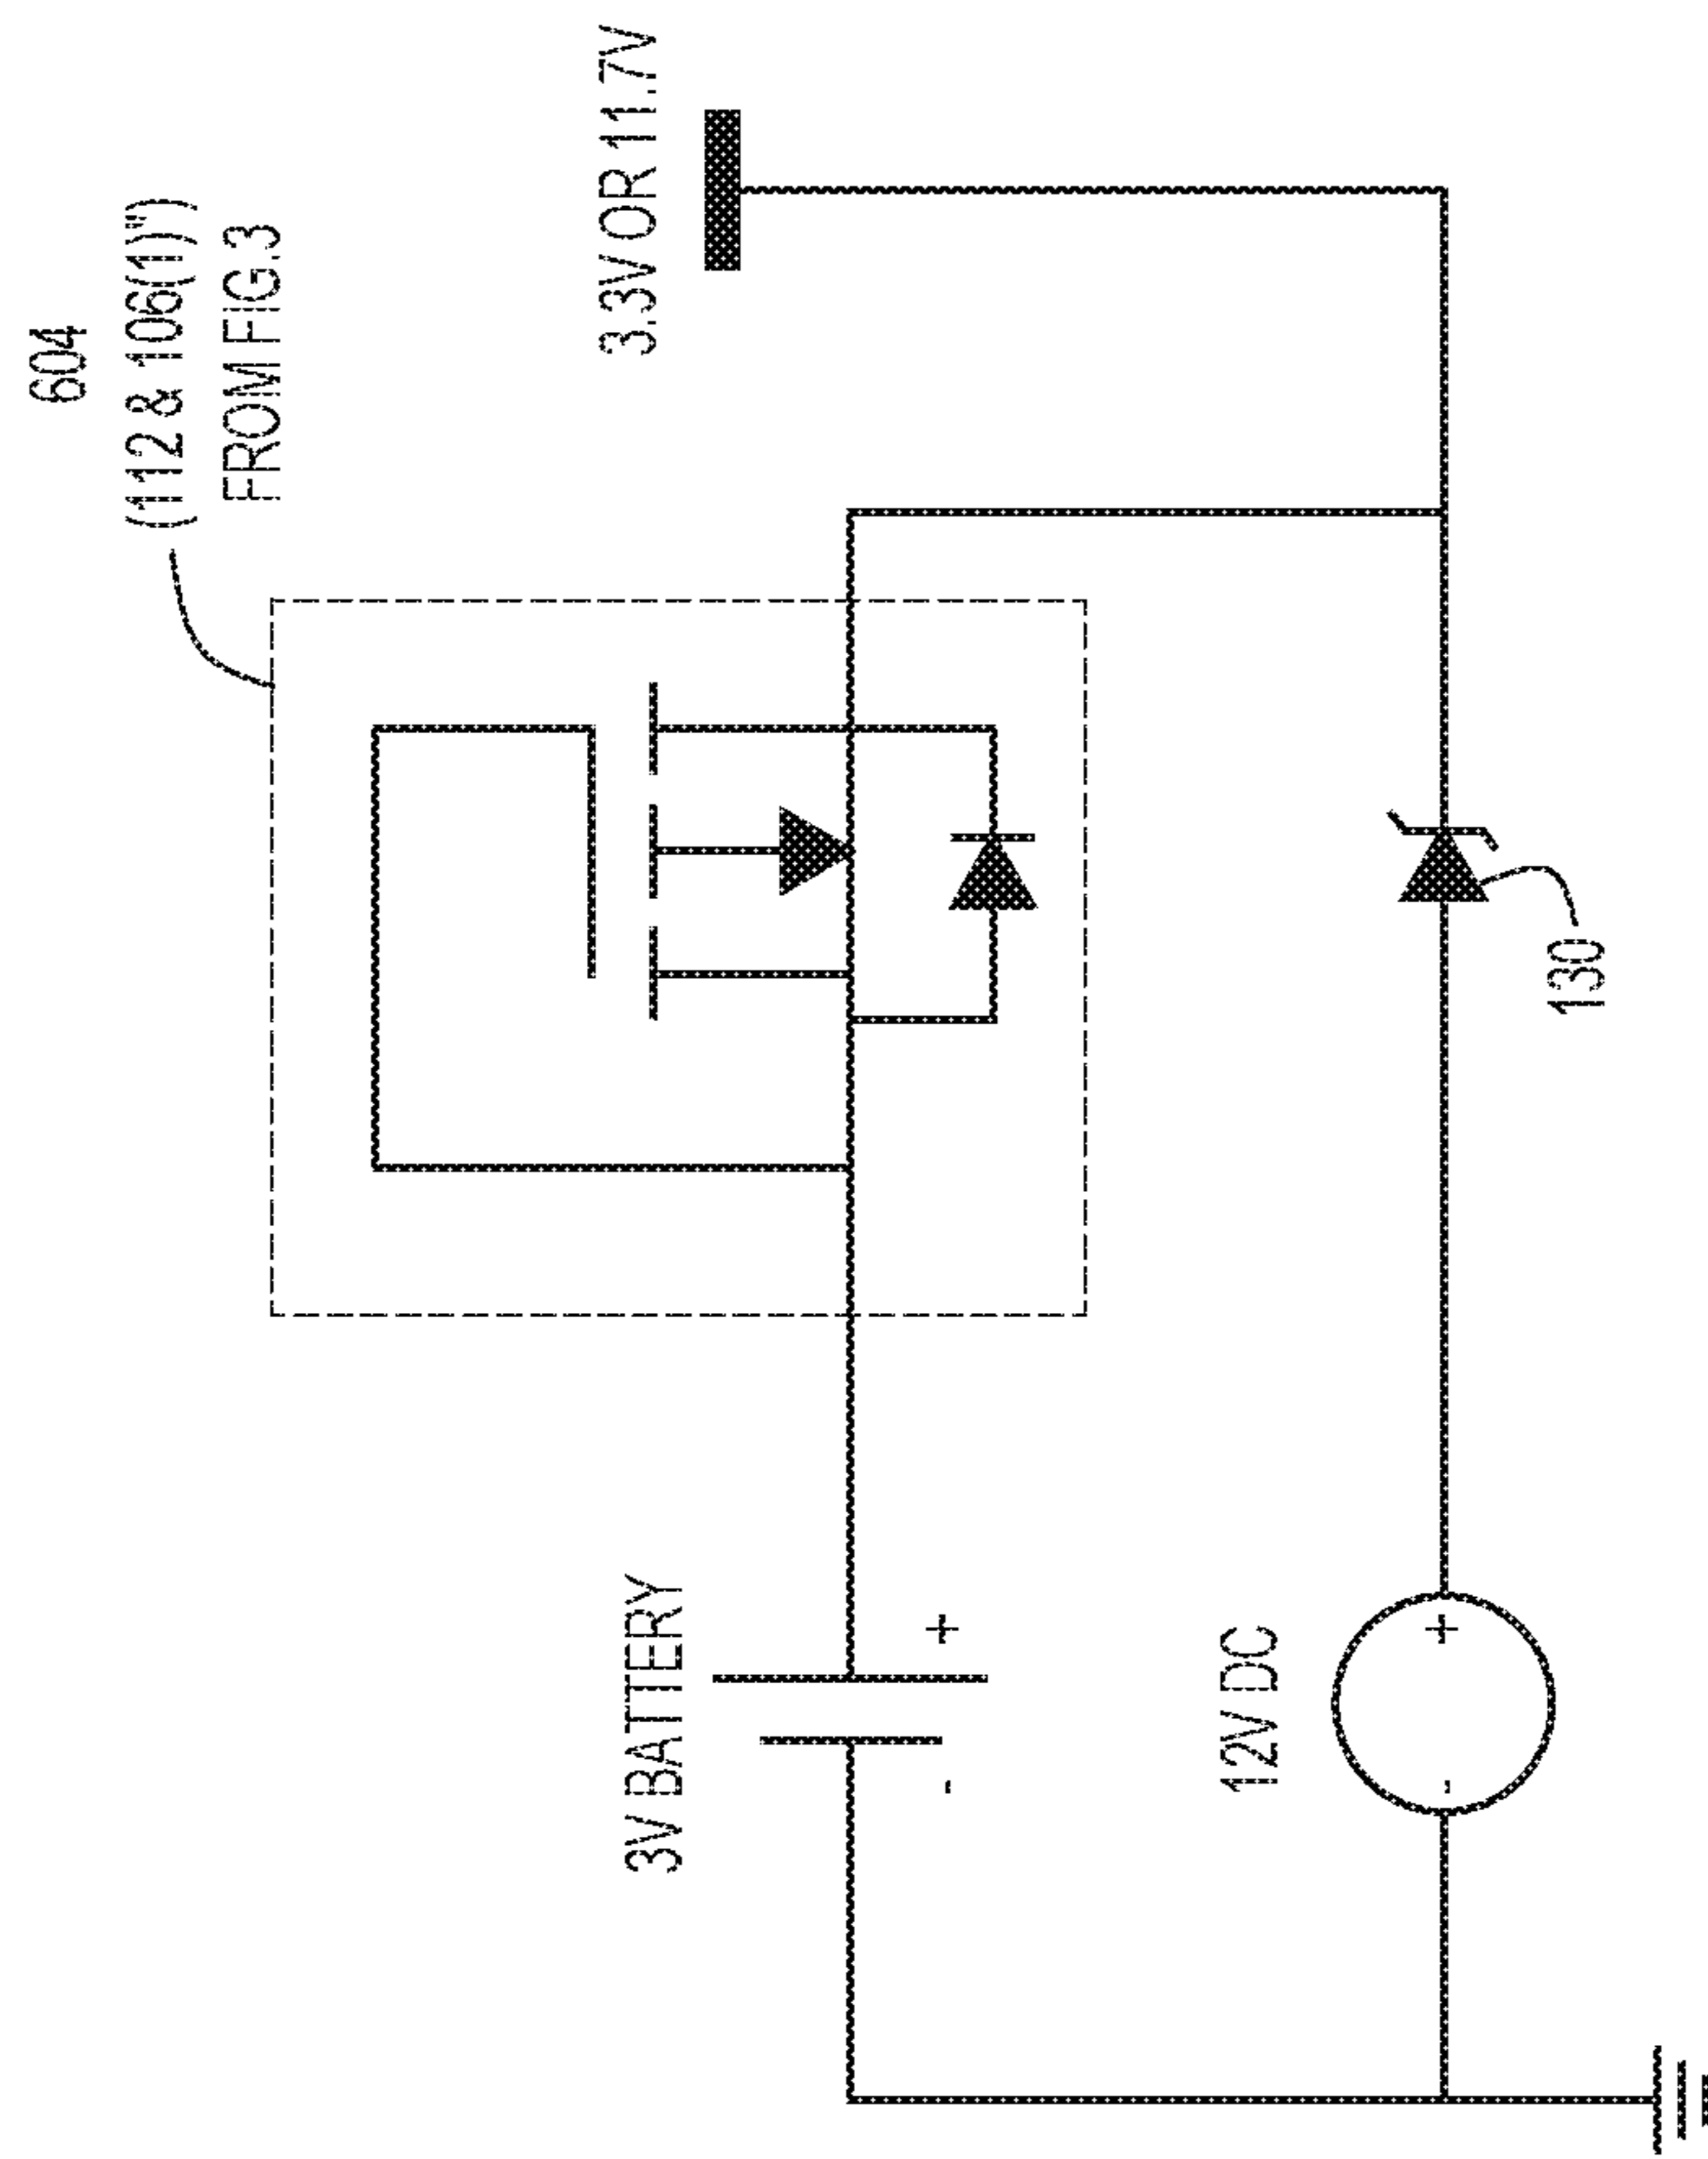 604
(112 & 106(1)")
FROM FIG.3
3.3V OR 11.7V
3V BATTERY
+
-
12V DC
+
-
130